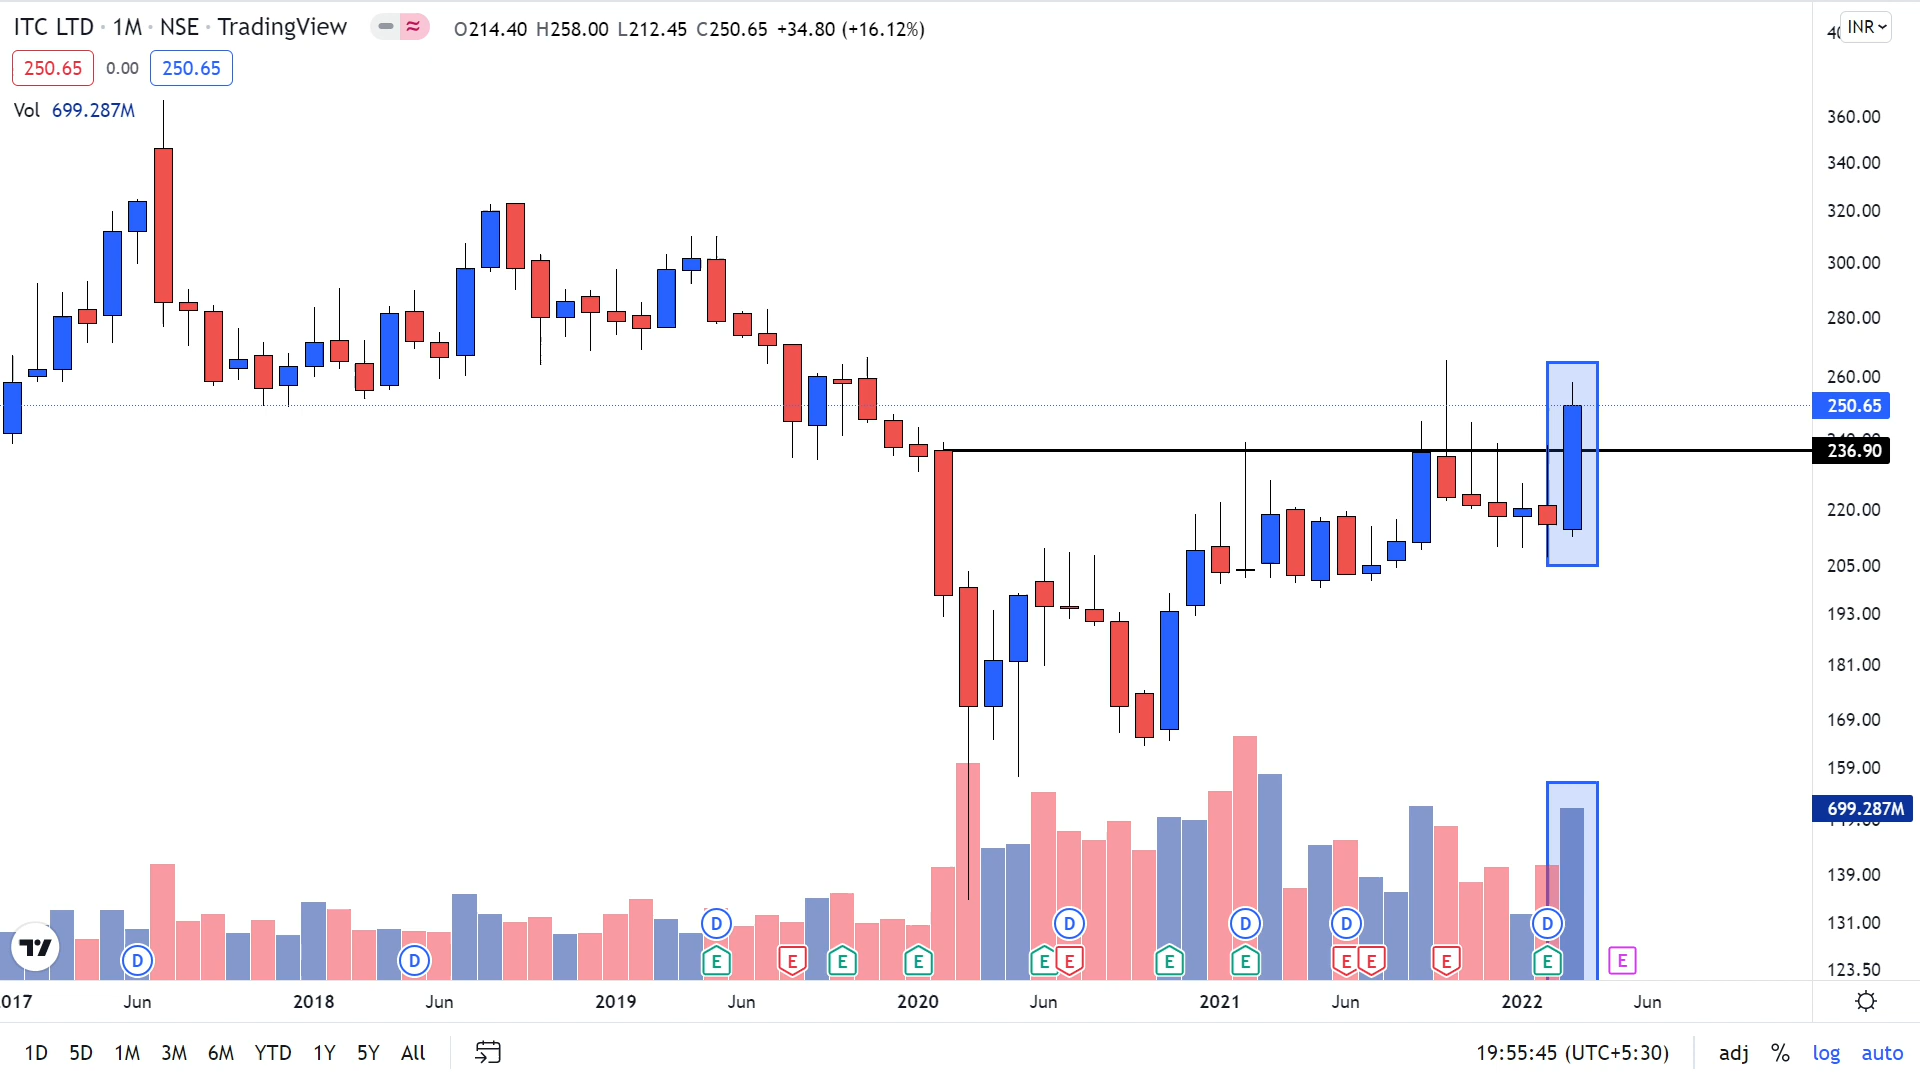 ITC LTD · 1M · NSE · TradingView O214.40 H258.00 L212.45 C250.65 +34.80 (+16.12%)
INR
250.65 0.00 250.65
Vol 699.287M
360.00
340.00
320.00
300.00
280.00
260.00
250.65
236.90
220.00
205.00
193.00
181.00
169.00
159.00
699.287M
139.00
131.00
123.50
D D D D D
D D E E E E E E E E E E E E E E
017 Jun 2018 Jun 2019 Jun 2020 Jun 2021 Jun 2022 Jun
1D 5D 1M 3M 6M YTD 1Y 5Y All 19:55:45 (UTC+5:30) adj % log auto